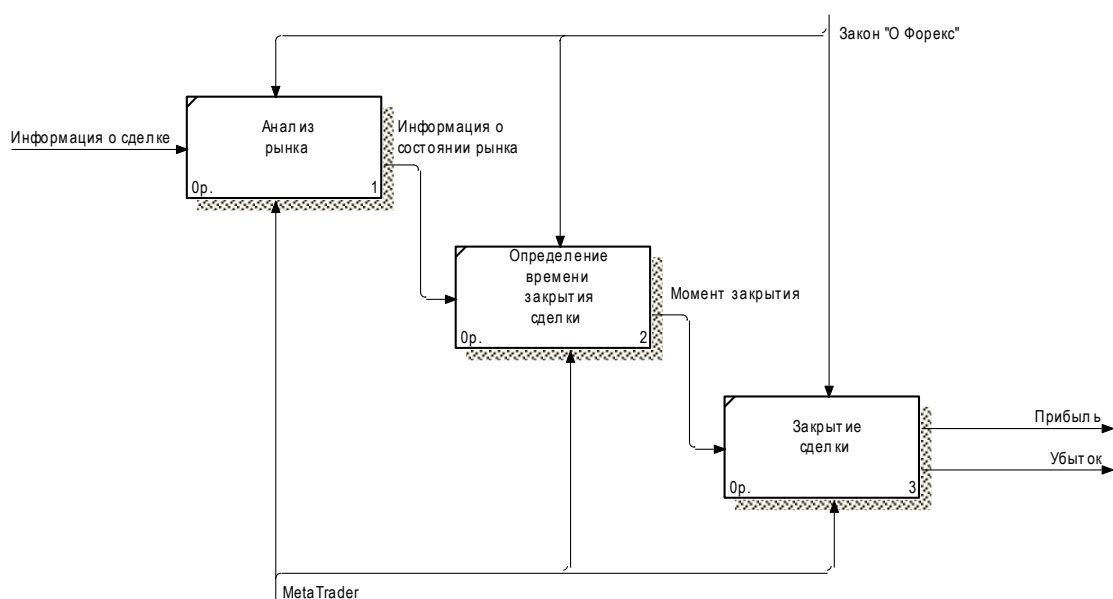 Закон "О Форекс"
Анализ
рынка
Информация о сделке
Информация о
состоянии рынка
0р.
1
Определение
времени
закрытия
сделки
Момент закрытия
0р.
2
Закрытие
сделки
Прибыль
Убыток
0р.
3
MetaTrader